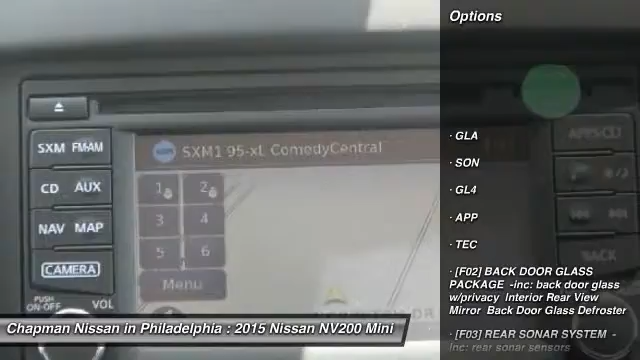 Options
SXM FM·AM
SXM1 95-xL ComedyCentral
CD AUX
1 2
NAV MAP
3 4
CAMERA
5 6
PUSH ON·OFF VOL
Menu
BACK
· GLA
· SON
· GL4
· APP
· TEC
· [F02] BACK DOOR GLASS
PACKAGE -inc: back door glass
w/privacy Interior Rear View
Mirror Back Door Glass Defroster
· [F03] REAR SONAR SYSTEM -
Inc: rear sonar sensors
Chapman Nissan in Philadelphia : 2015 Nissan NV200 Mini